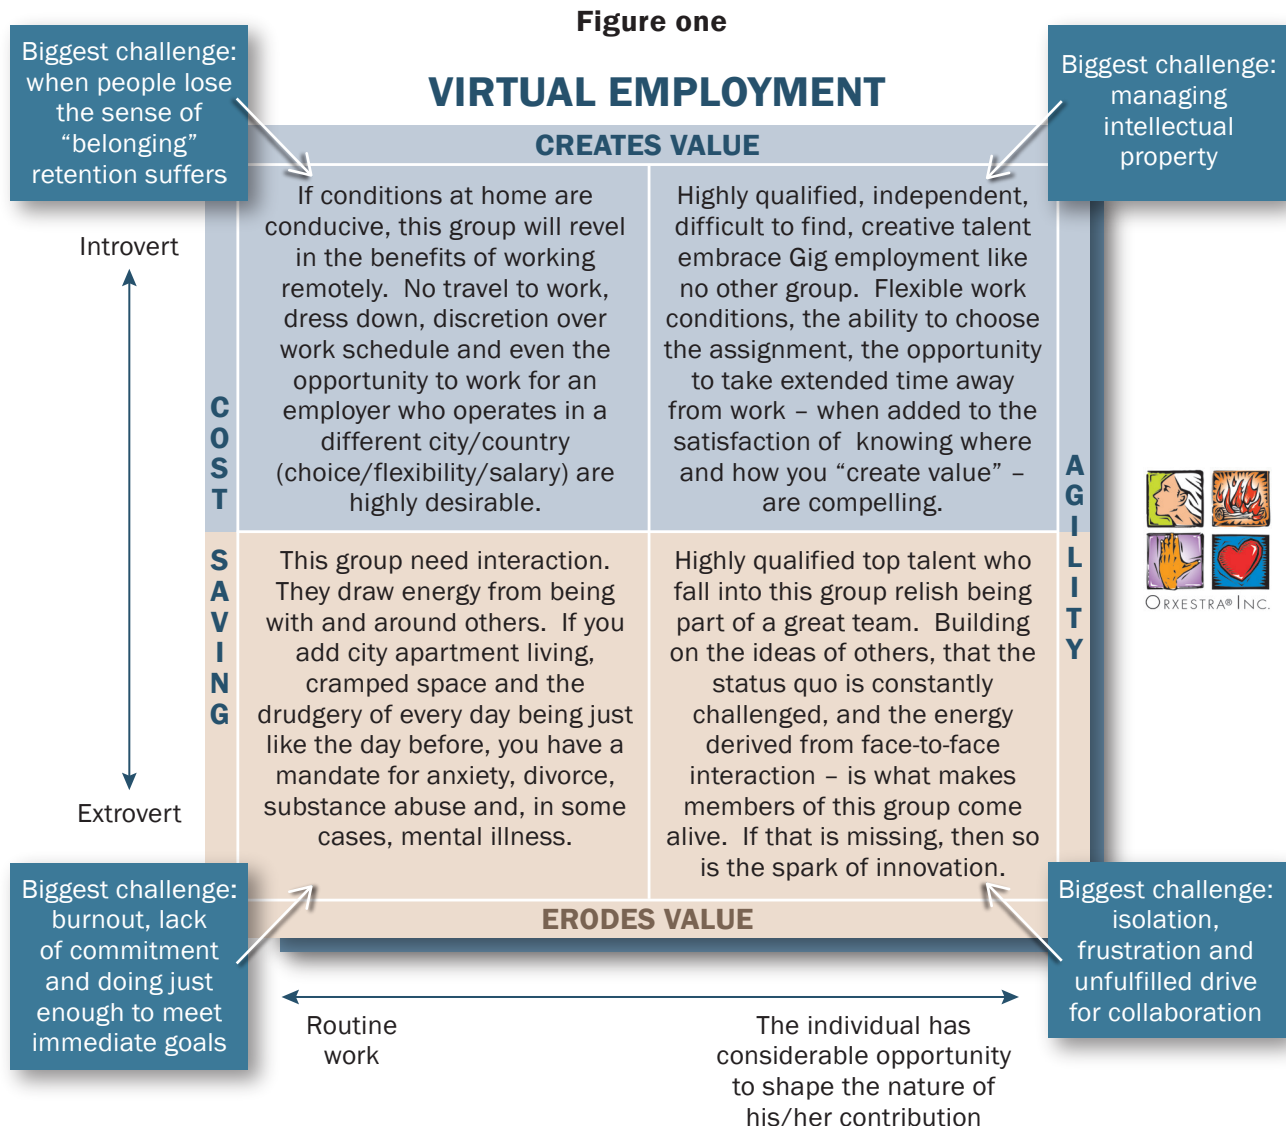 Figure one
VIRTUAL EMPLOYMENT
Biggest challenge:
when people lose
the sense of
“belonging”
retention suffers
Biggest challenge:
managing
intellectual
property
CREATES VALUE
Introvert
Extrovert
COST
SAVING
If conditions at home are
conducive, this group will revel
in the benefits of working
remotely.  No travel to work,
dress down, discretion over
work schedule and even the
opportunity to work for an
employer who operates in a
different city/country
(choice/flexibility/salary) are
highly desirable.
Highly qualified, independent,
difficult to find, creative talent
embrace Gig employment like
no other group.  Flexible work
conditions, the ability to choose
the assignment, the opportunity
to take extended time away
from work – when added to the
satisfaction of  knowing where
and how you “create value” –
are compelling.
AGILITY
This group need interaction.
They draw energy from being
with and around others.  If you
add city apartment living,
cramped space and the
drudgery of every day being just
like the day before, you have a
mandate for anxiety, divorce,
substance abuse and, in some
cases, mental illness.
Highly qualified top talent who
fall into this group relish being
part of a great team.  Building
on the ideas of others, that the
status quo is constantly
challenged, and the energy
derived from face-to-face
interaction – is what makes
members of this group come
alive.  If that is missing, then so
is the spark of innovation.
ORXESTRA® INC.
ERODES VALUE
Biggest challenge:
burnout, lack
of commitment
and doing just
enough to meet
immediate goals
Biggest challenge:
isolation,
frustration and
unfulfilled drive
for collaboration
Routine
work
The individual has
considerable opportunity
to shape the nature of
his/her contribution